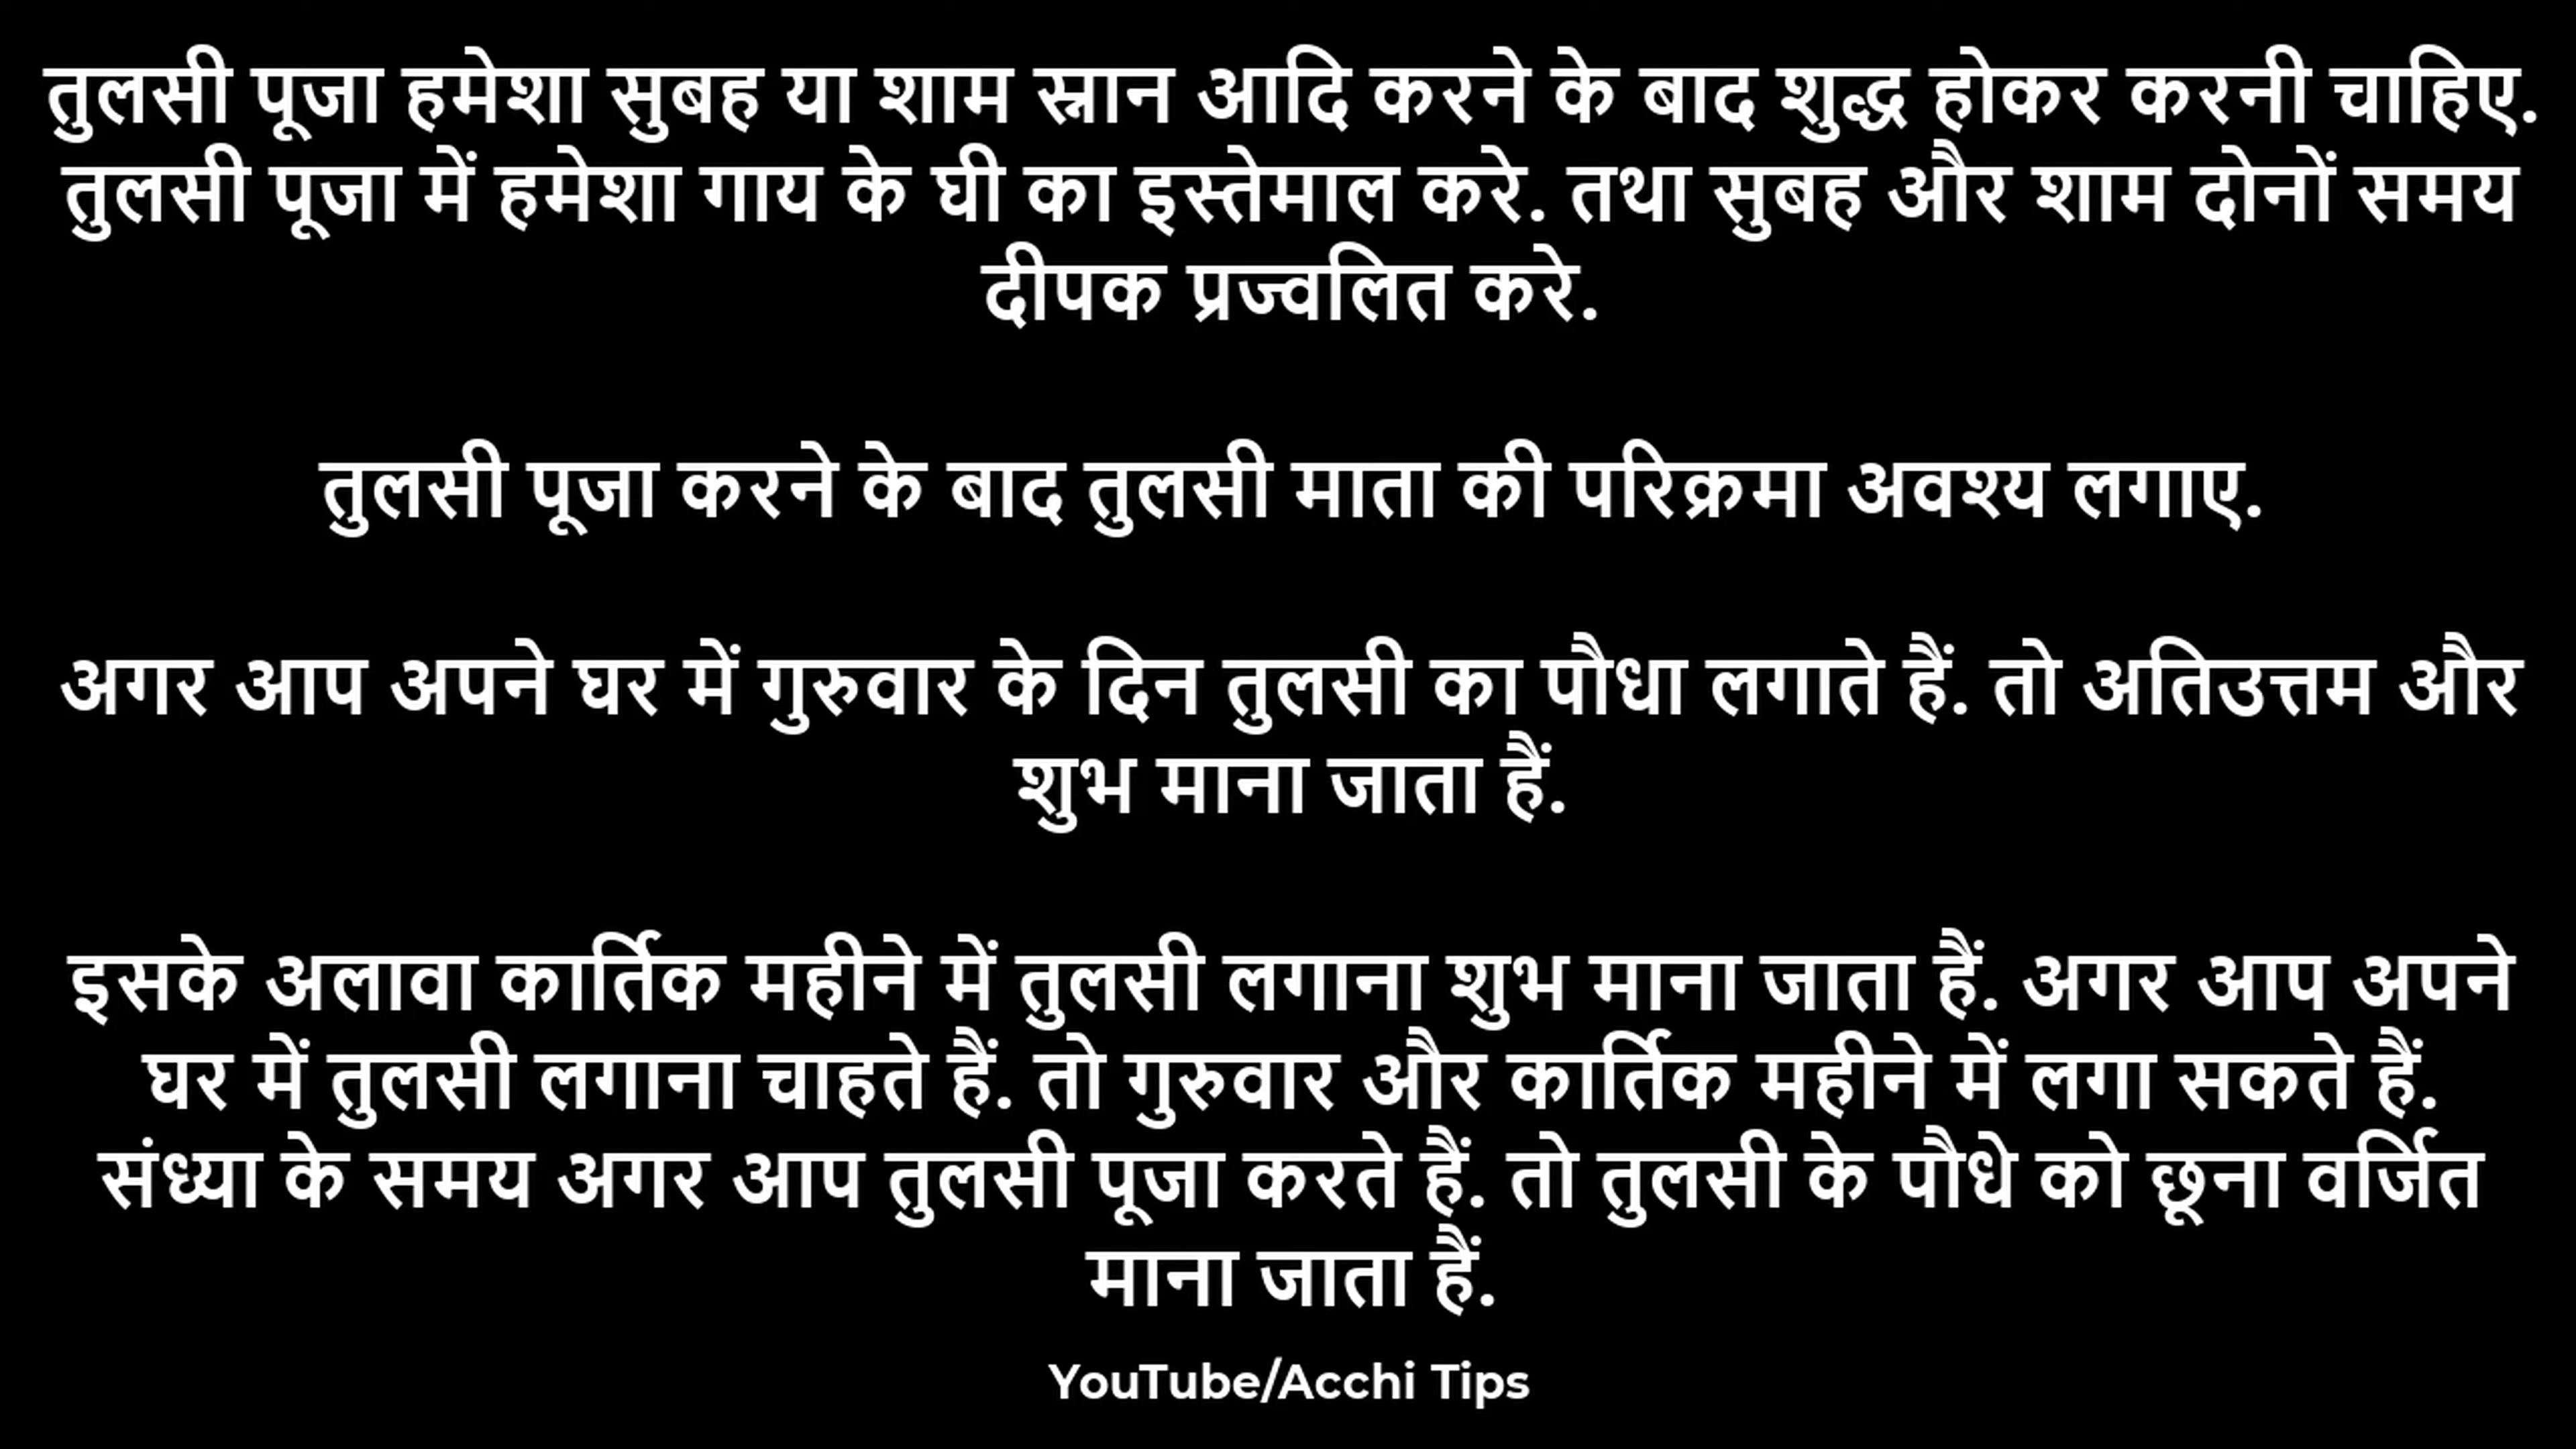 तुलसी पूजा हमेशा सुबह या शाम स्नान आदि करने के बाद शुद्ध होकर करनी चाहिए.
तुलसी पूजा में हमेशा गाय के घी का इस्तेमाल करे. तथा सुबह और शाम दोनों समय
दीपक प्रज्वलित करे.
तुलसी पूजा करने के बाद तुलसी माता की परिक्रमा अवश्य लगाए.
अगर आप अपने घर में गुरुवार के दिन तुलसी का पौधा लगाते हैं. तो अतिउत्तम और
शुभ माना जाता हैं.
इसके अलावा कार्तिक महीने में तुलसी लगाना शुभ माना जाता हैं. अगर आप अपने
घर में तुलसी लगाना चाहते हैं. तो गुरुवार और कार्तिक महीने में लगा सकते हैं.
संध्या के समय अगर आप तुलसी पूजा करते हैं. तो तुलसी के पौधे को छूना वर्जित
माना जाता हैं.
YouTube/Acchi Tips